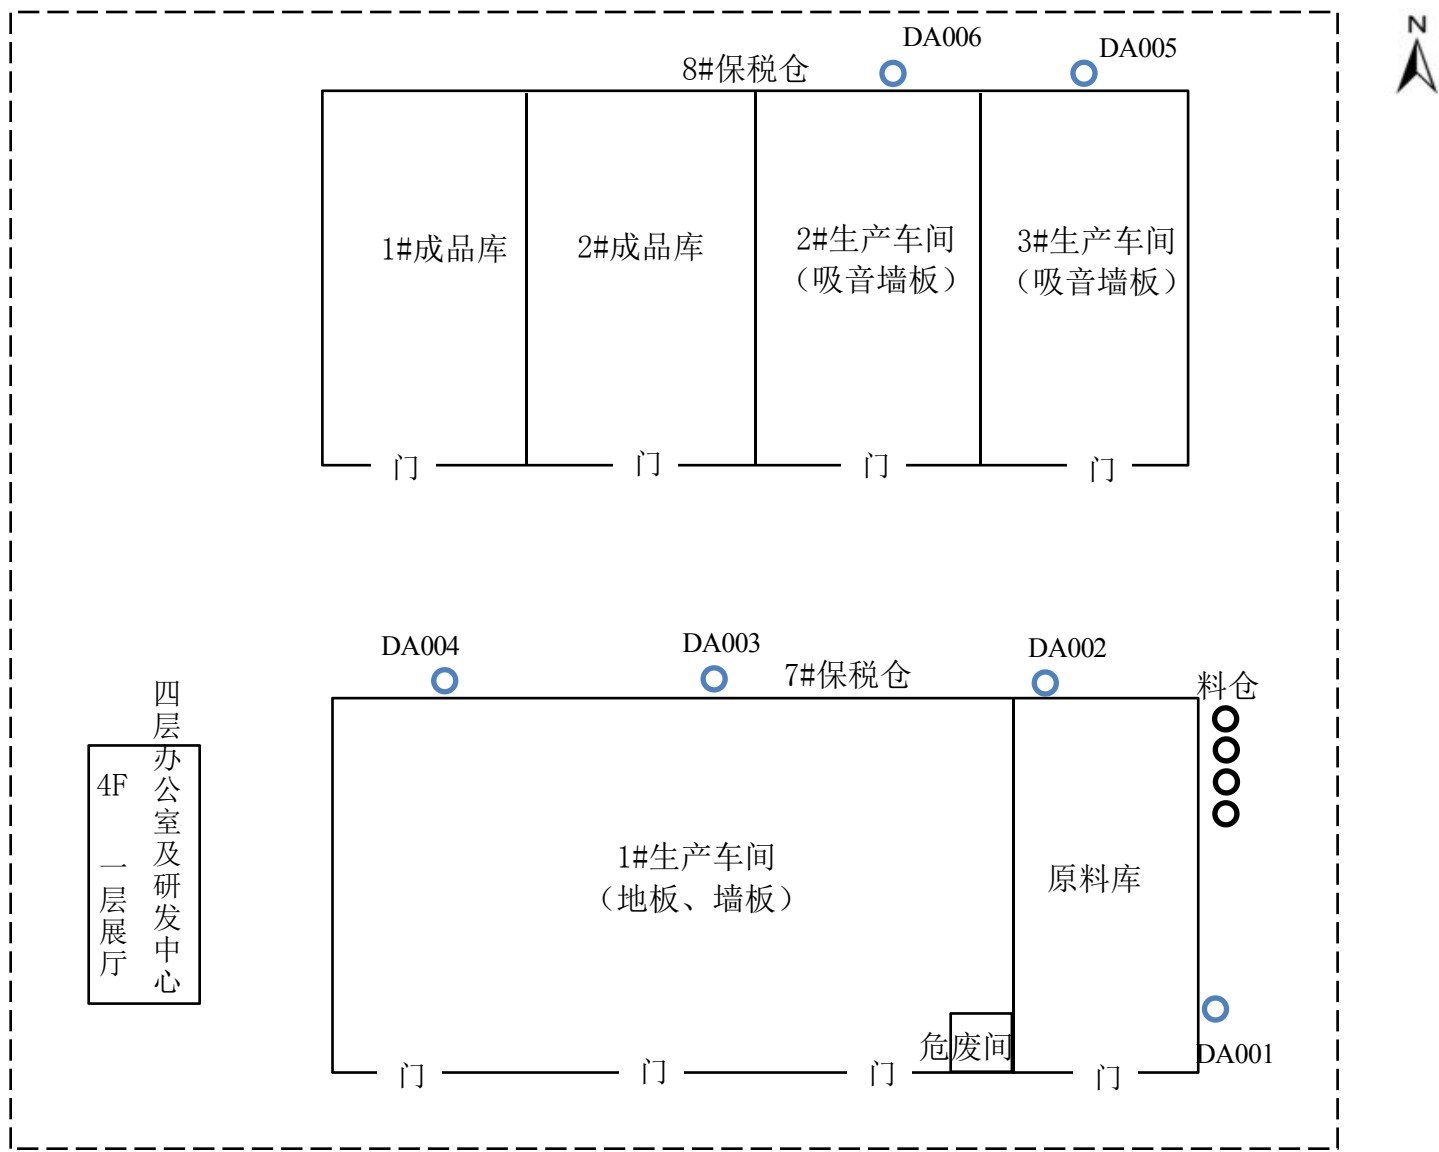 N
DA006
DA005
8#保税仓
1#成品库
2#成品库
2#生产车间
（吸音墙板）
3#生产车间
（吸音墙板）
门
门
门
门
DA004
DA003
7#保税仓
DA002
料仓
四层办公室及研发中心
4F
一层展厅
1#生产车间
（地板、墙板）
原料库
危废间
DA001
门
门
门
门